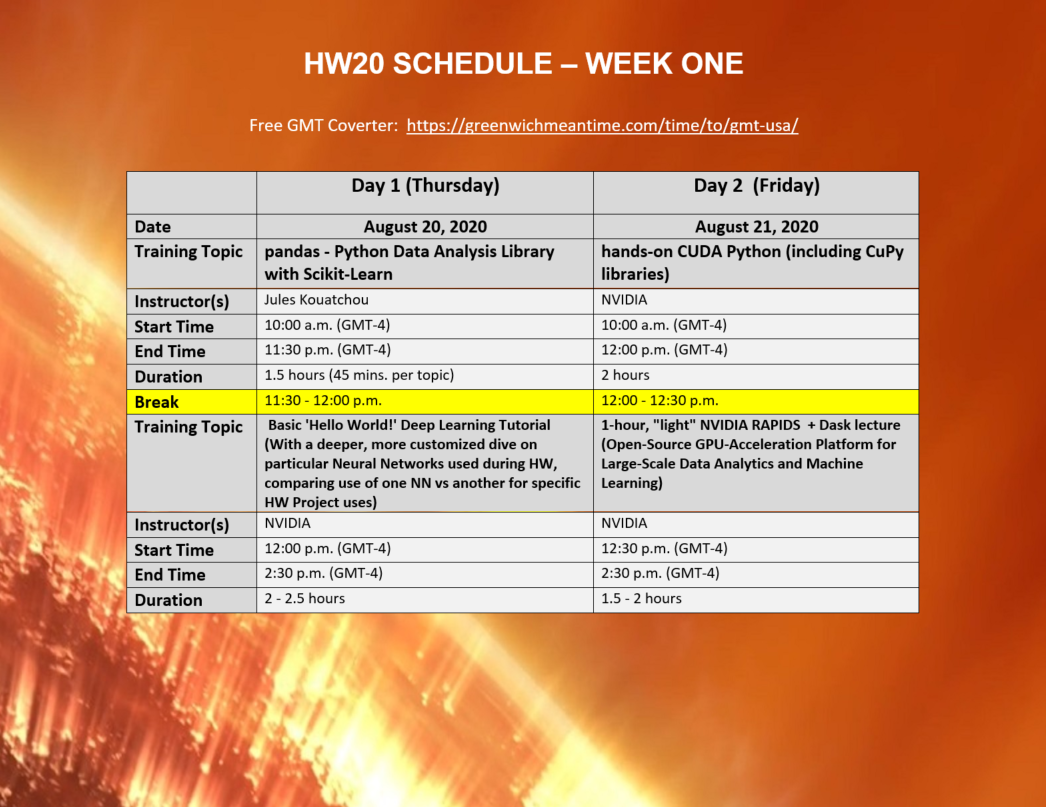 HW20 SCHEDULE – WEEK ONE
Free GMT Coverter: https://greenwichmeantime.com/time/to/gmt-usa/
Day 1 (Thursday) Day 2 (Friday)
Date August 20, 2020 August 21, 2020
Training Topic pandas - Python Data Analysis Library hands-on CUDA Python (including CuPy
with Scikit-Learn libraries)
Instructor(s) Jules Kouatchou NVIDIA
Start Time 10:00 a.m. (GMT-4) 10:00 a.m. (GMT-4)
End Time 11:30 p.m. (GMT-4) 12:00 p.m. (GMT-4)
Duration 1.5 hours (45 mins. per topic) 2 hours
Break 11:30 - 12:00 p.m. 12:00 - 12:30 p.m.
Training Topic Basic 'Hello World!' Deep Learning Tutorial 1-hour, "light" NVIDIA RAPIDS + Dask lecture
(With a deeper, more customized dive on (Open-Source GPU-Acceleration Platform for
particular Neural Networks used during HW, Large-Scale Data Analytics and Machine
comparing use of one NN vs another for specific Learning)
HW Project uses)
Instructor(s) NVIDIA NVIDIA
Start Time 12:00 p.m. (GMT-4) 12:30 p.m. (GMT-4)
End Time 2:30 p.m. (GMT-4) 2:30 p.m. (GMT-4)
Duration 2 - 2.5 hours 1.5 - 2 hours